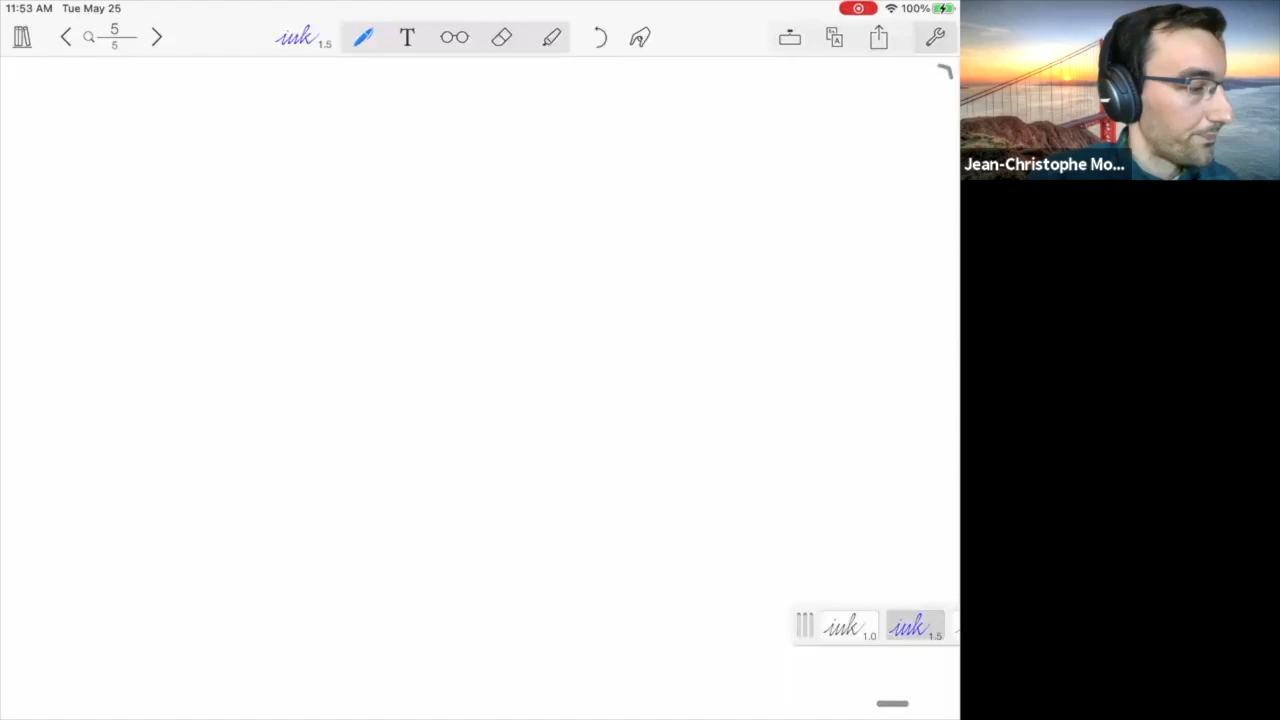 11:53 AM Tue May 25
100%
5
5
ink 1.5
T
A
Jean-Christophe Mo...
ink 1.0
ink 1.5